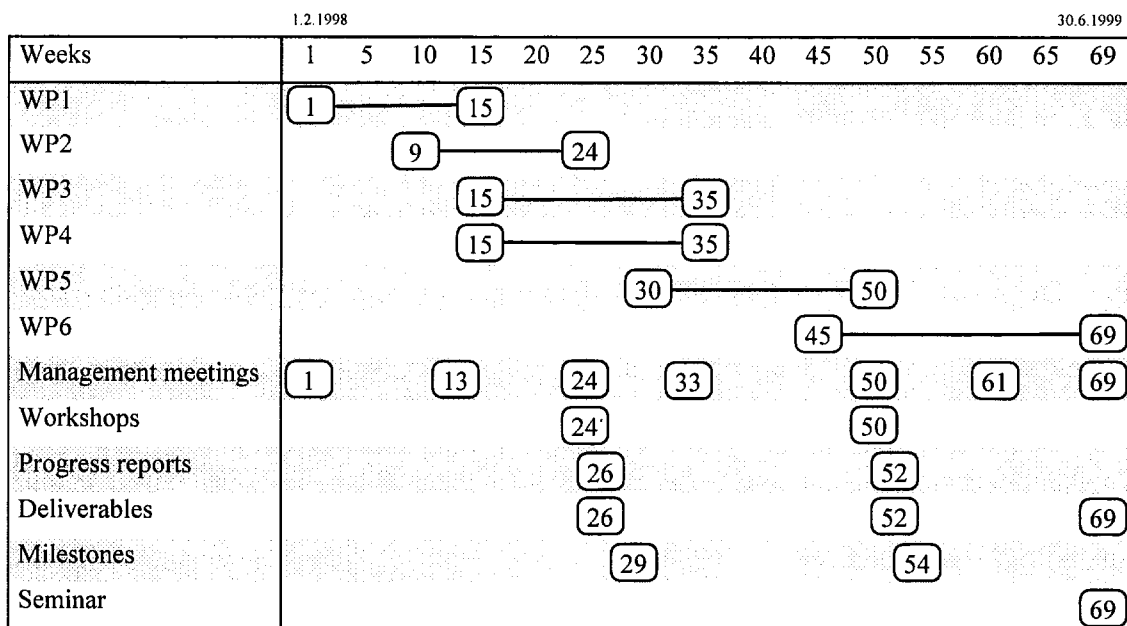 1.2.1998 30.6.1999
Weeks 1 5 10 15 20 25 30 35 40 45 50 55 60 65 69
WP1 1 15
WP2 9 24
WP3 15 35
WP4 15 35
WP5 30 50
WP6 45 69
Management meetings 1 13 24 33 50 61 69
Workshops 24 50
Progress reports 26 52
Deliverables 26 52 69
Milestones 29 54
Seminar 69